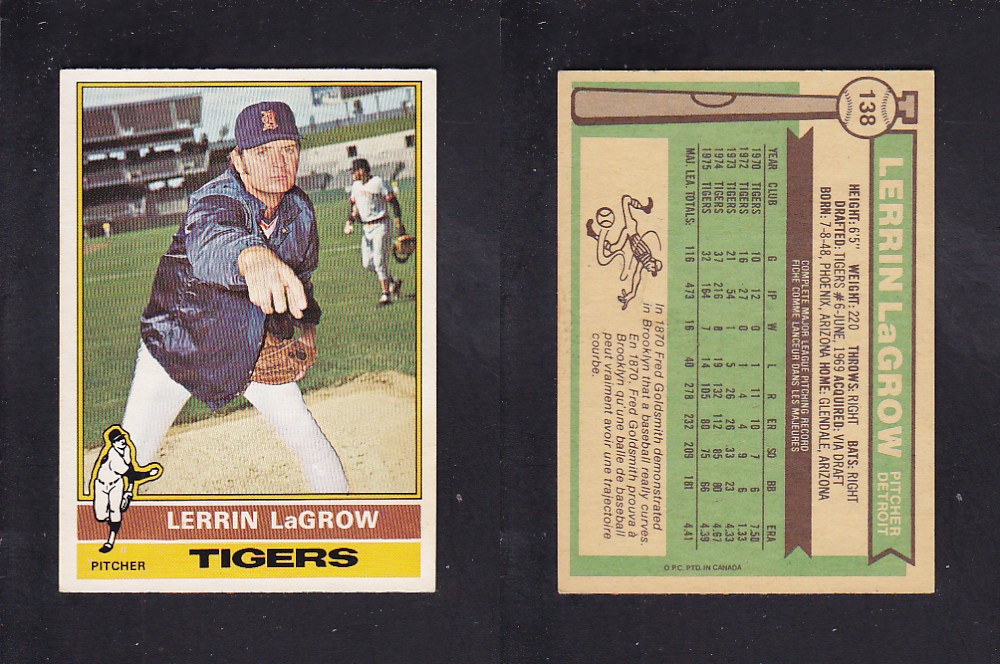 LERRIN LaGROW
TIGERS
PITCHER
138
LERRIN LaGROW PITCHER
DETROIT
HEIGHT: 6'5" WEIGHT: 220 THROWS: RIGHT BATS: RIGHT
DRAFTED: TIGERS #6-JUNE, 1969 ACQUIRED: VIA DRAFT
BORN: 7-8-48, PHOENIX, ARIZONA HOME: GLENDALE, ARIZONA
COMPLETE MAJOR LEAGUE PITCHING RECORD
FICHE COMME LANCEUR DANS LES MAJEURES
YEAR CLUB G IP W L R ER SO BB ERA
1970 TIGERS 10 12 0 1 11 10 7 6 7.50
1972 TIGERS 16 27 0 1 4 4 9 6 1.33
1973 TIGERS 21 54 1 5 26 26 33 23 4.33
1974 TIGERS 37 216 8 19 132 112 85 80 4.67
1975 TIGERS 32 164 7 14 105 80 75 66 4.39
MAJ. LEA. TOTALS: 116 473 16 40 278 232 209 181 4.41
In 1870 Fred Goldsmith demonstrated
in Brooklyn that a baseball really curves.
En 1870, Fred Goldsmith prouva à
Brooklyn qu'une balle de baseball
peut vraiment avoir une trajectoire
courbe.
O.P.C. PTD. IN CANADA